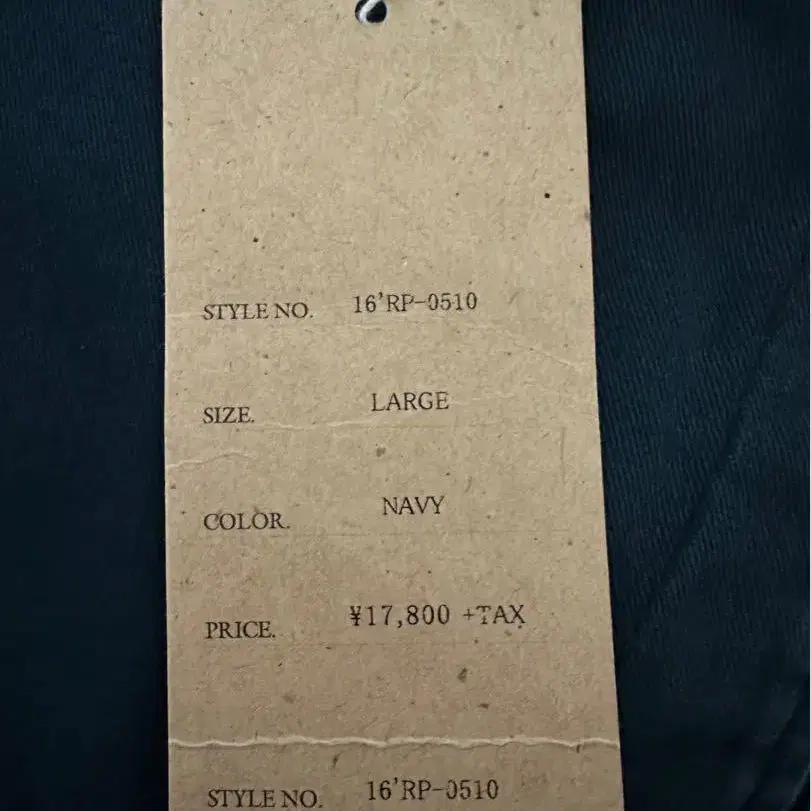 STYLE NO. 16'RP-0510
SIZE. LARGE
COLOR. NAVY
PRICE. ¥17,800 +TAX
STYLE NO. 16'RP-0510